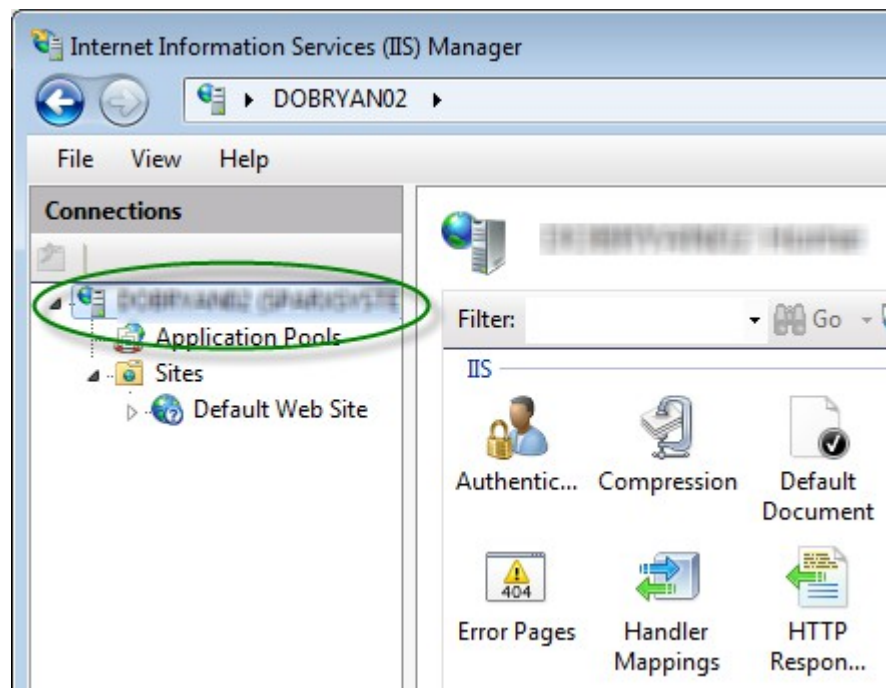 Internet Information Services (IIS) Manager
DOBRYAN02
File View Help
Connections
Application Pools
Sites
Default Web Site
Filter:
Go
IIS
Authentic... Compression Default
Document
404
Error Pages Handler HTTP
Mappings Respon...